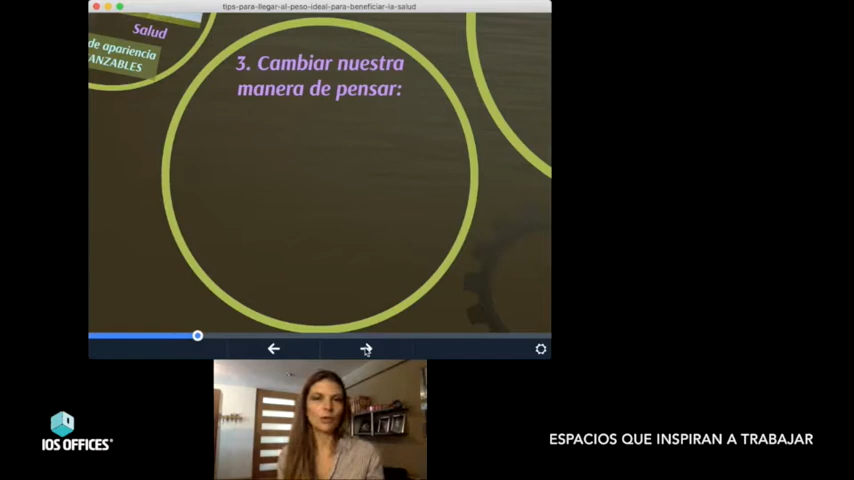 tips-para-llegar-al-peso-ideal-para-beneficiar-la-salud
Salud
de apariencia
ANZABLES
3. Cambiar nuestra
manera de pensar:
IOS OFFICES®
ESPACIOS QUE INSPIRAN A TRABAJAR